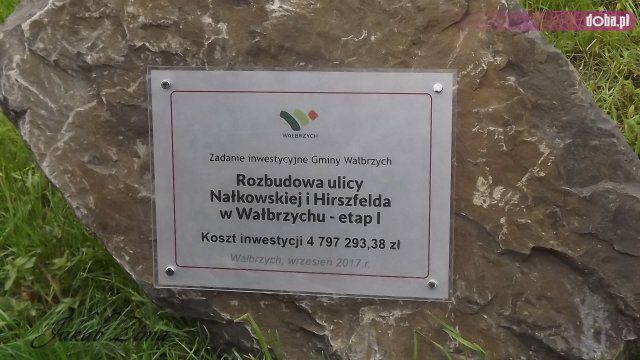 doba.pl
WAŁBRZYCH
Zadanie inwestycyjne Gminy Wałbrzych
Rozbudowa ulicy
Nałkowskiej i Hirszfelda
w Wałbrzychu - etap I
Koszt inwestycji 4 797 293,38 zł
Wałbrzych, wrzesień 2017 r.
Jakub